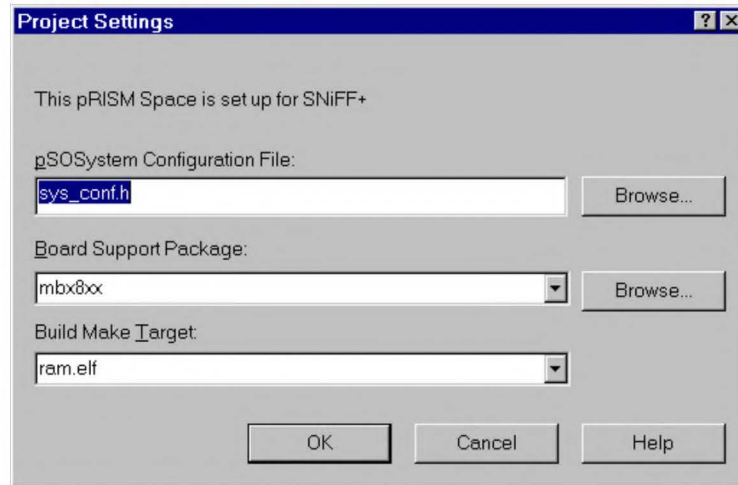 Project Settings
This pRISM Space is set up for SNiFF+
pSOSystem Configuration File:
sys_conf.h
Browse...
Board Support Package:
mbx8xx
Browse...
Build Make Target:
ram.elf
OK
Cancel
Help